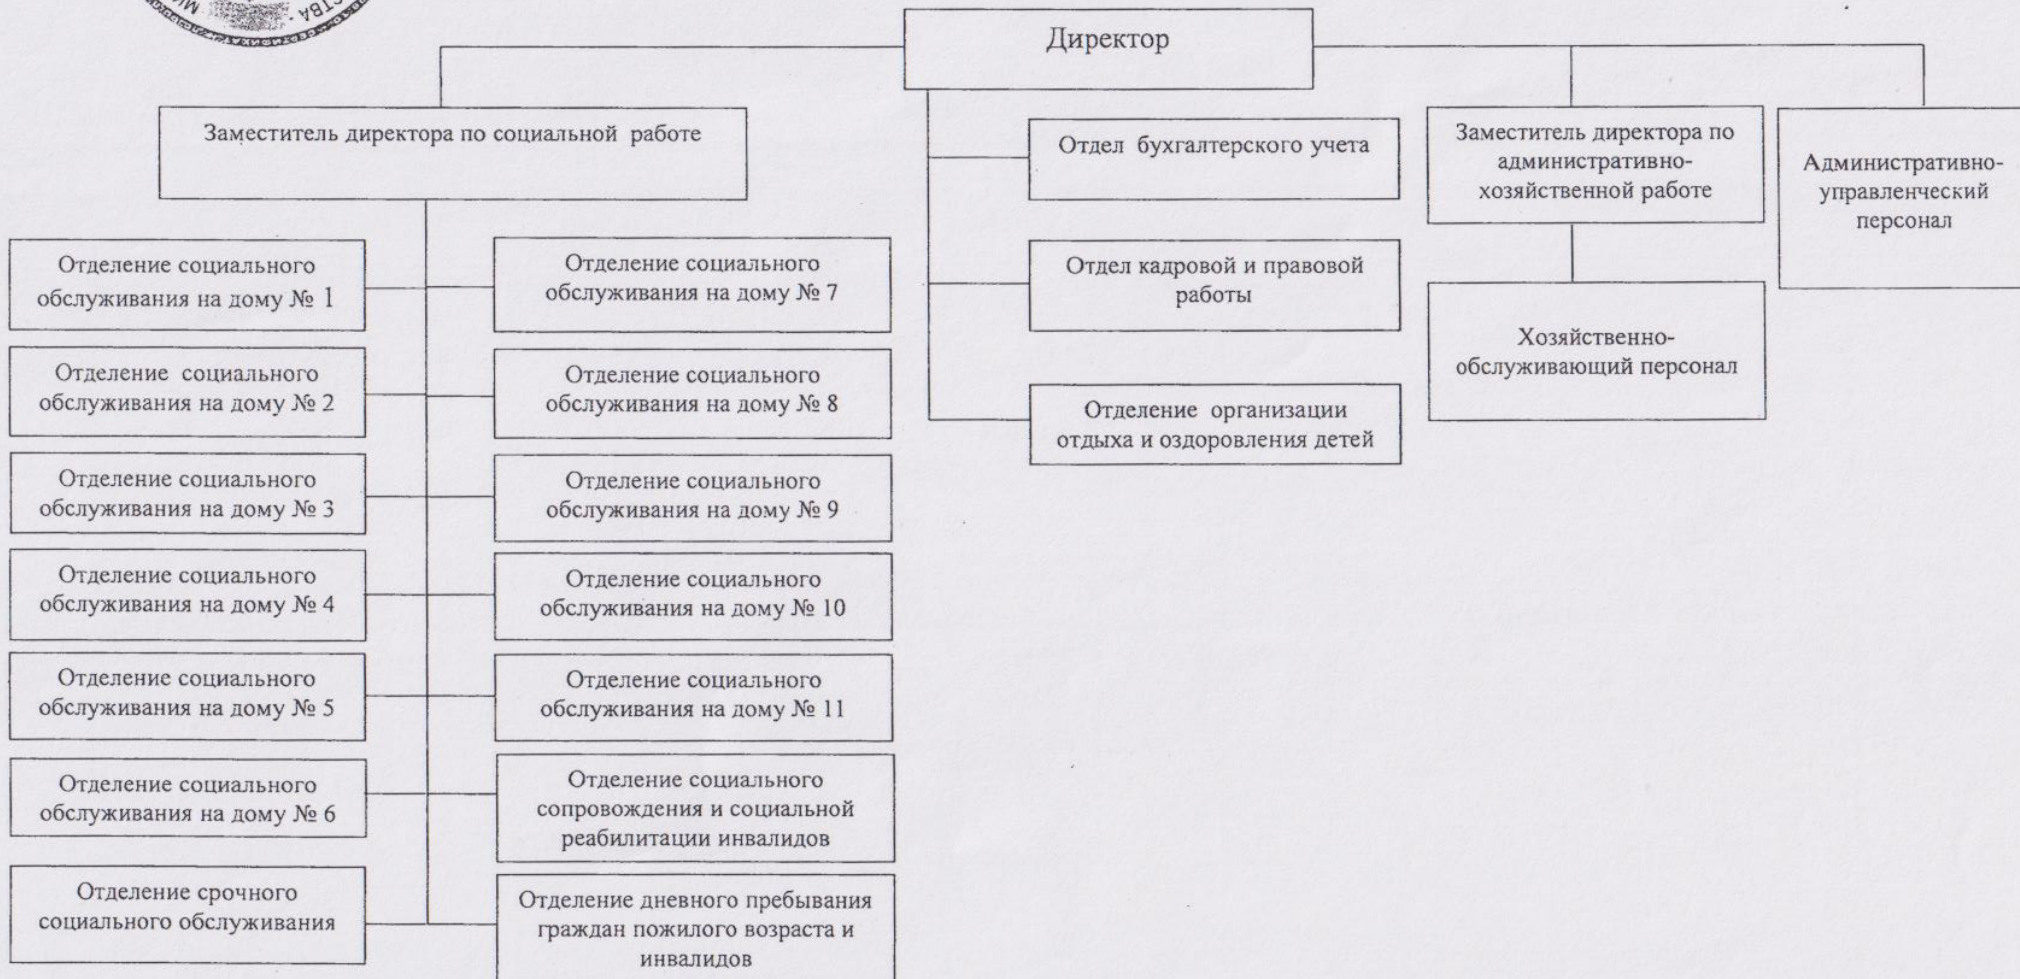 Директор
Заместитель директора по социальной работе
Отдел бухгалтерского учета
Заместитель директора по
административно-
хозяйственной работе
Административно-
управленческий
персонал
Отделение социального
обслуживания на дому № 1
Отделение социального
обслуживания на дому № 7
Отдел кадровой и правовой
работы
Хозяйственно-
обслуживающий персонал
Отделение социального
обслуживания на дому № 2
Отделение социального
обслуживания на дому № 8
Отделение организации
отдыха и оздоровления детей
Отделение социального
обслуживания на дому № 3
Отделение социального
обслуживания на дому № 9
Отделение социального
обслуживания на дому № 4
Отделение социального
обслуживания на дому № 10
Отделение социального
обслуживания на дому № 5
Отделение социального
обслуживания на дому № 11
Отделение социального
обслуживания на дому № 6
Отделение социального
сопровождения и социальной
реабилитации инвалидов
Отделение срочного
социального обслуживания
Отделение дневного пребывания
граждан пожилого возраста и
инвалидов